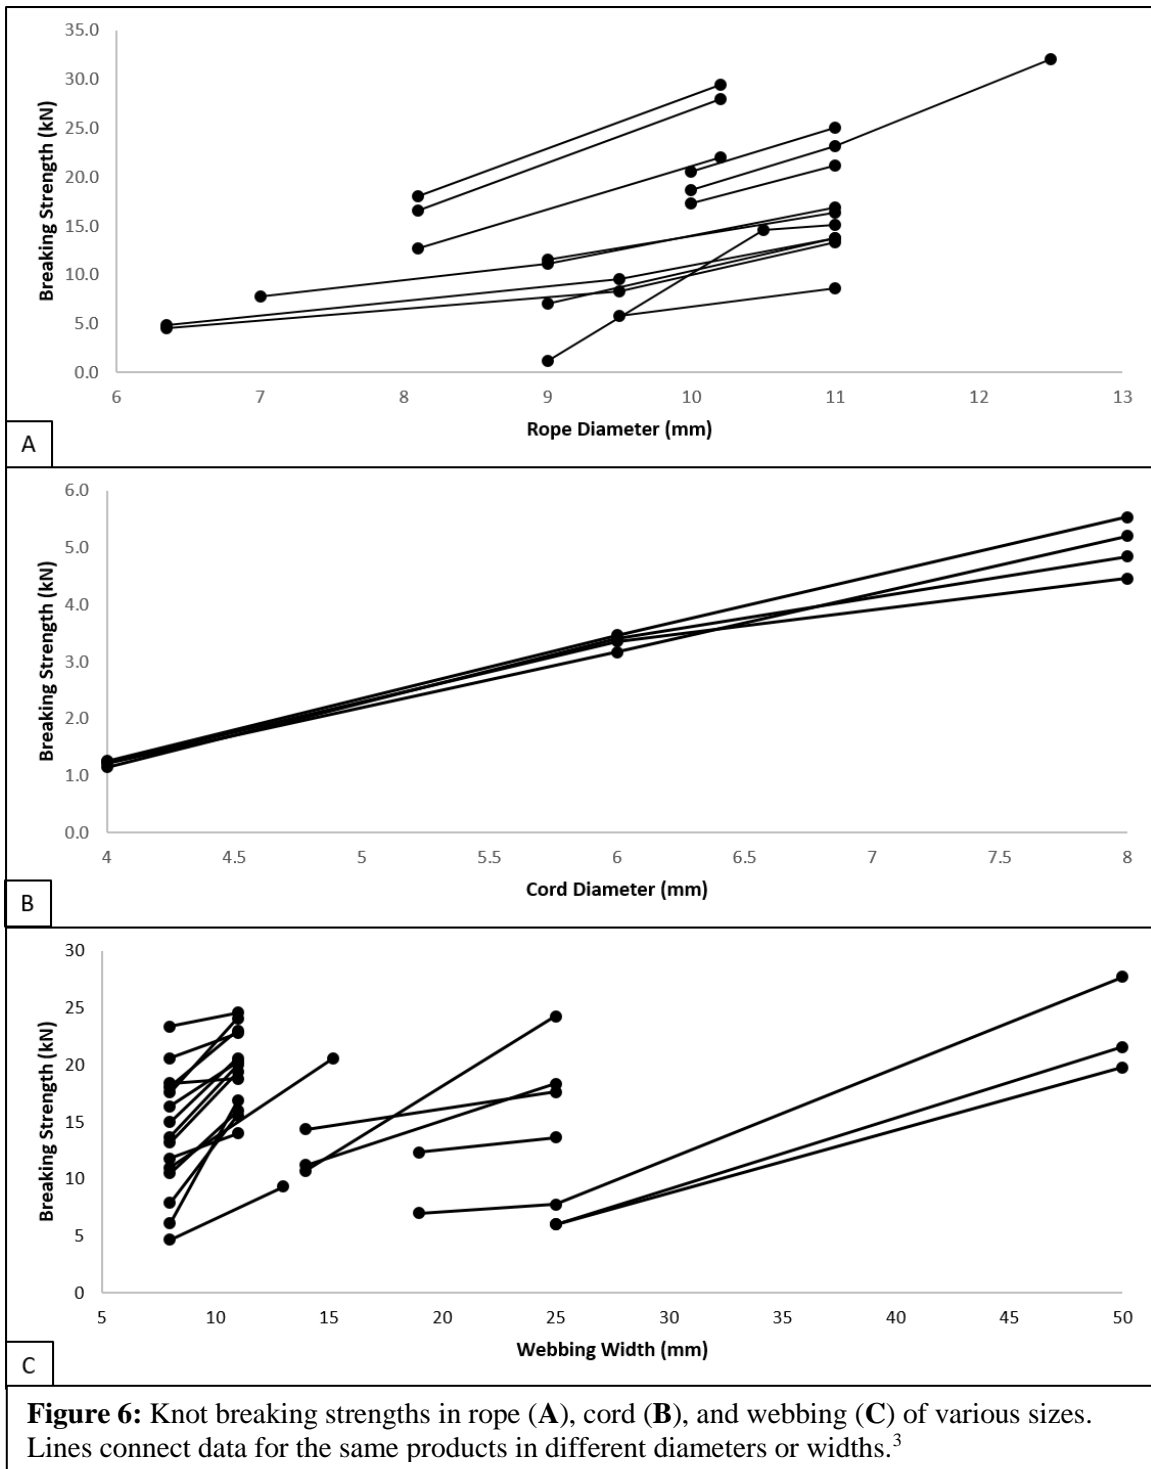 35.0
30.0
25.0
20.0
15.0
10.0
5.0
0.0
Breaking Strength (kN)
6 7 8 9 10 11 12 13
Rope Diameter (mm)
A
6.0
5.0
4.0
3.0
2.0
1.0
0.0
Breaking Strength (kN)
4 4.5 5 5.5 6 6.5 7 7.5 8
Cord Diameter (mm)
B
30
25
20
15
10
5
0
Breaking Strength (kN)
5 10 15 20 25 30 35 40 45 50
Webbing Width (mm)
C
Figure 6: Knot breaking strengths in rope (A), cord (B), and webbing (C) of various sizes.
Lines connect data for the same products in different diameters or widths.³